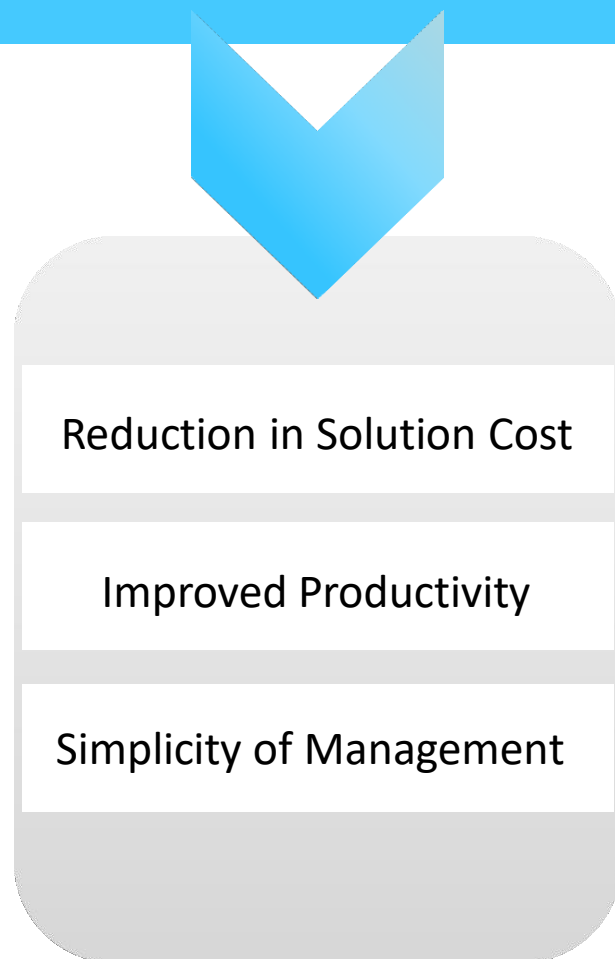 Reduction in Solution Cost
Improved Productivity
Simplicity of Management